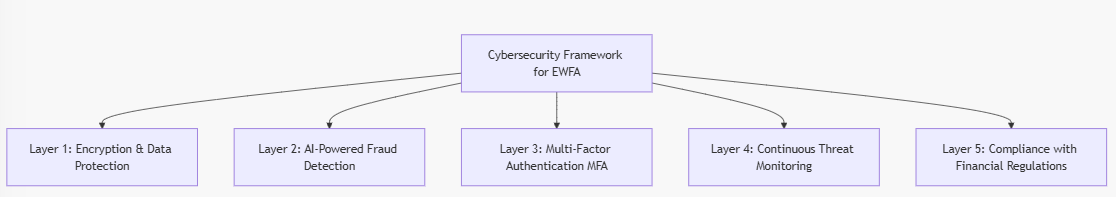 Cybersecurity Framework
for EWFA
Layer 1: Encryption & Data
Protection
Layer 2: AI-Powered Fraud
Detection
Layer 3: Multi-Factor
Authentication MFA
Layer 4: Continuous Threat
Monitoring
Layer 5: Compliance with
Financial Regulations